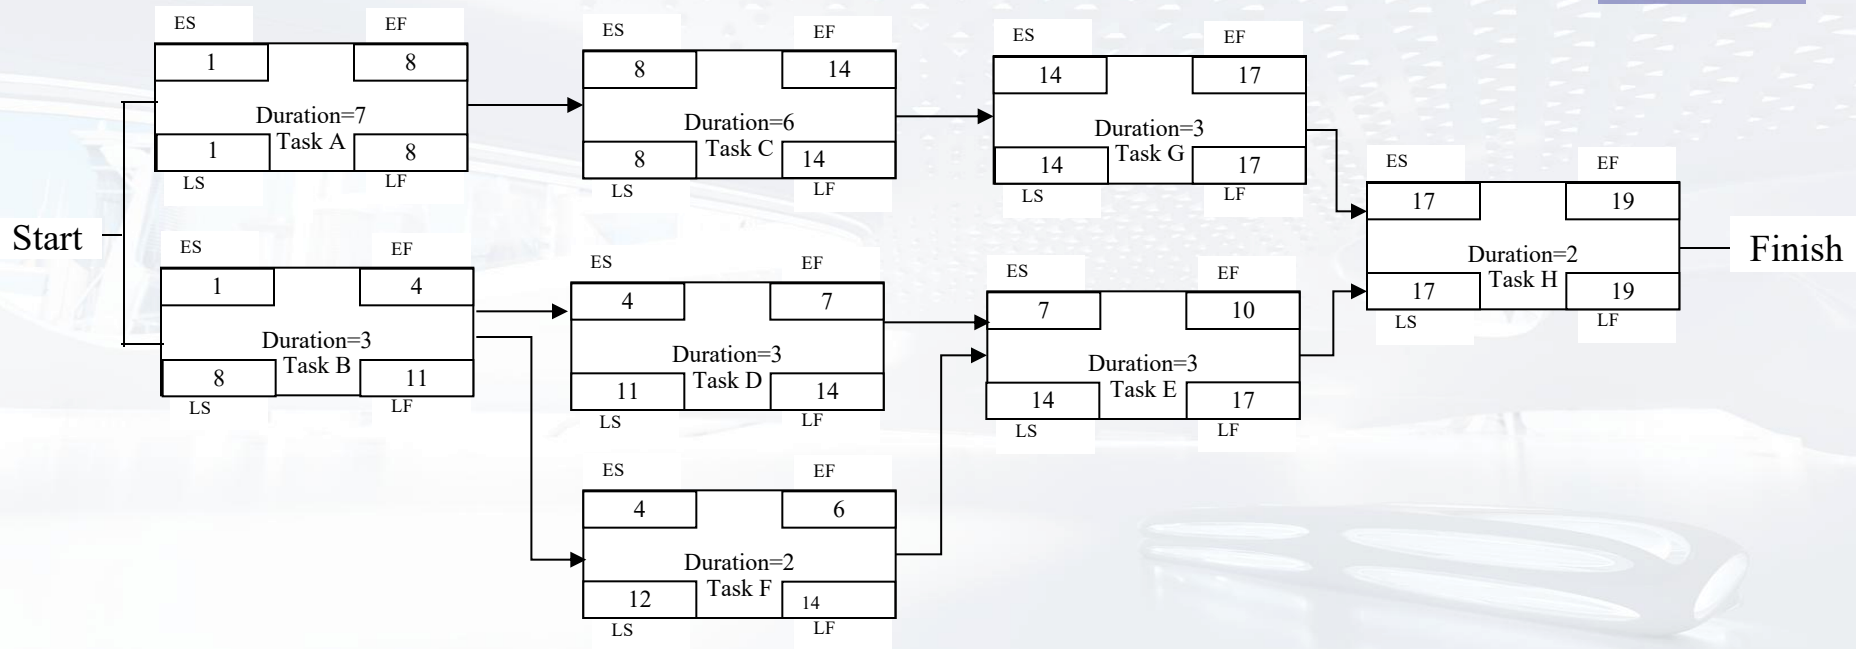 ES EF
1 8
Duration=7
Task A
1 8
LS LF
ES EF
8 14
Duration=6
Task C
8 14
LS LF
ES EF
14 17
Duration=3
Task G
14 17
LS LF
Start
ES EF
1 4
Duration=3
Task B
8 11
LS LF
ES EF
4 7
Duration=3
Task D
11 14
LS LF
ES EF
7 10
Duration=3
Task E
14 17
LS LF
ES EF
4 6
Duration=2
Task F
12 14
LS LF
ES EF
17 19
Duration=2
Task H
17 19
LS LF
Finish